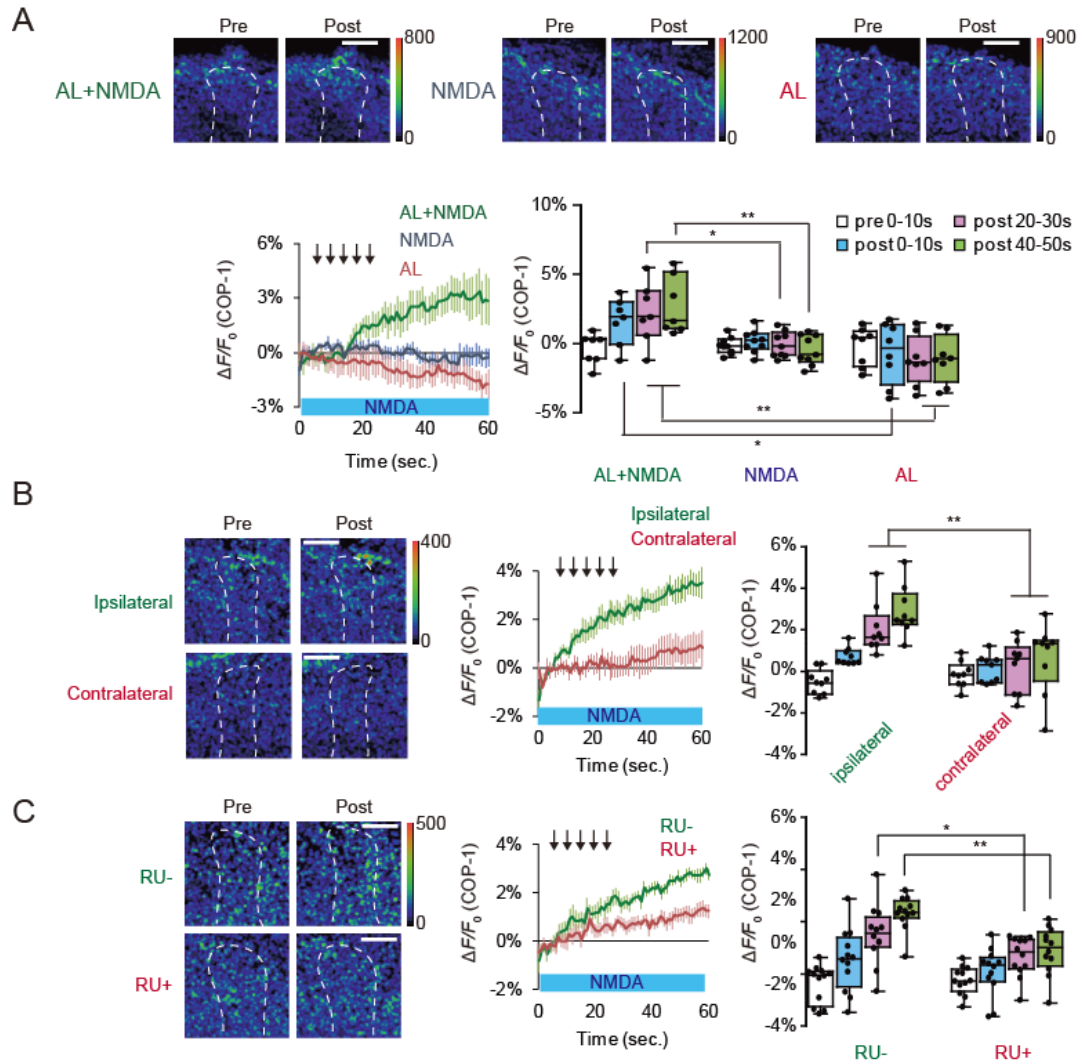 A
Pre Post Pre Post Pre Post
800 1200 900
AL+NMDA NMDA AL
0 0 0
AL+NMDA
NMDA
AL
6%
3%
0%
-3%
ΔF/F0 (COP-1)
NMDA
0 20 40 60
Time (sec.)
10%
5%
0%
-5%
ΔF/F0 (COP-1)
pre 0-10s post 20-30s
post 0-10s post 40-50s
**
*
**
*
AL+NMDA NMDA AL
B
Pre Post
400
0
Ipsilateral
Contralateral
Ipsilateral
Contralateral
4%
2%
0%
-2%
ΔF/F0 (COP-1)
NMDA
0 20 40 60
Time (sec.)
**
6%
4%
2%
0%
-2%
-4%
ΔF/F0 (COP-1)
ipsilateral contralateral
C
Pre Post
500
0
RU-
RU+
RU-
RU+
4%
2%
0%
-2%
ΔF/F0 (COP-1)
NMDA
0 20 40 60
Time (sec.)
*
**
6%
4%
2%
0%
-2%
-4%
ΔF/F0 (COP-1)
RU- RU+